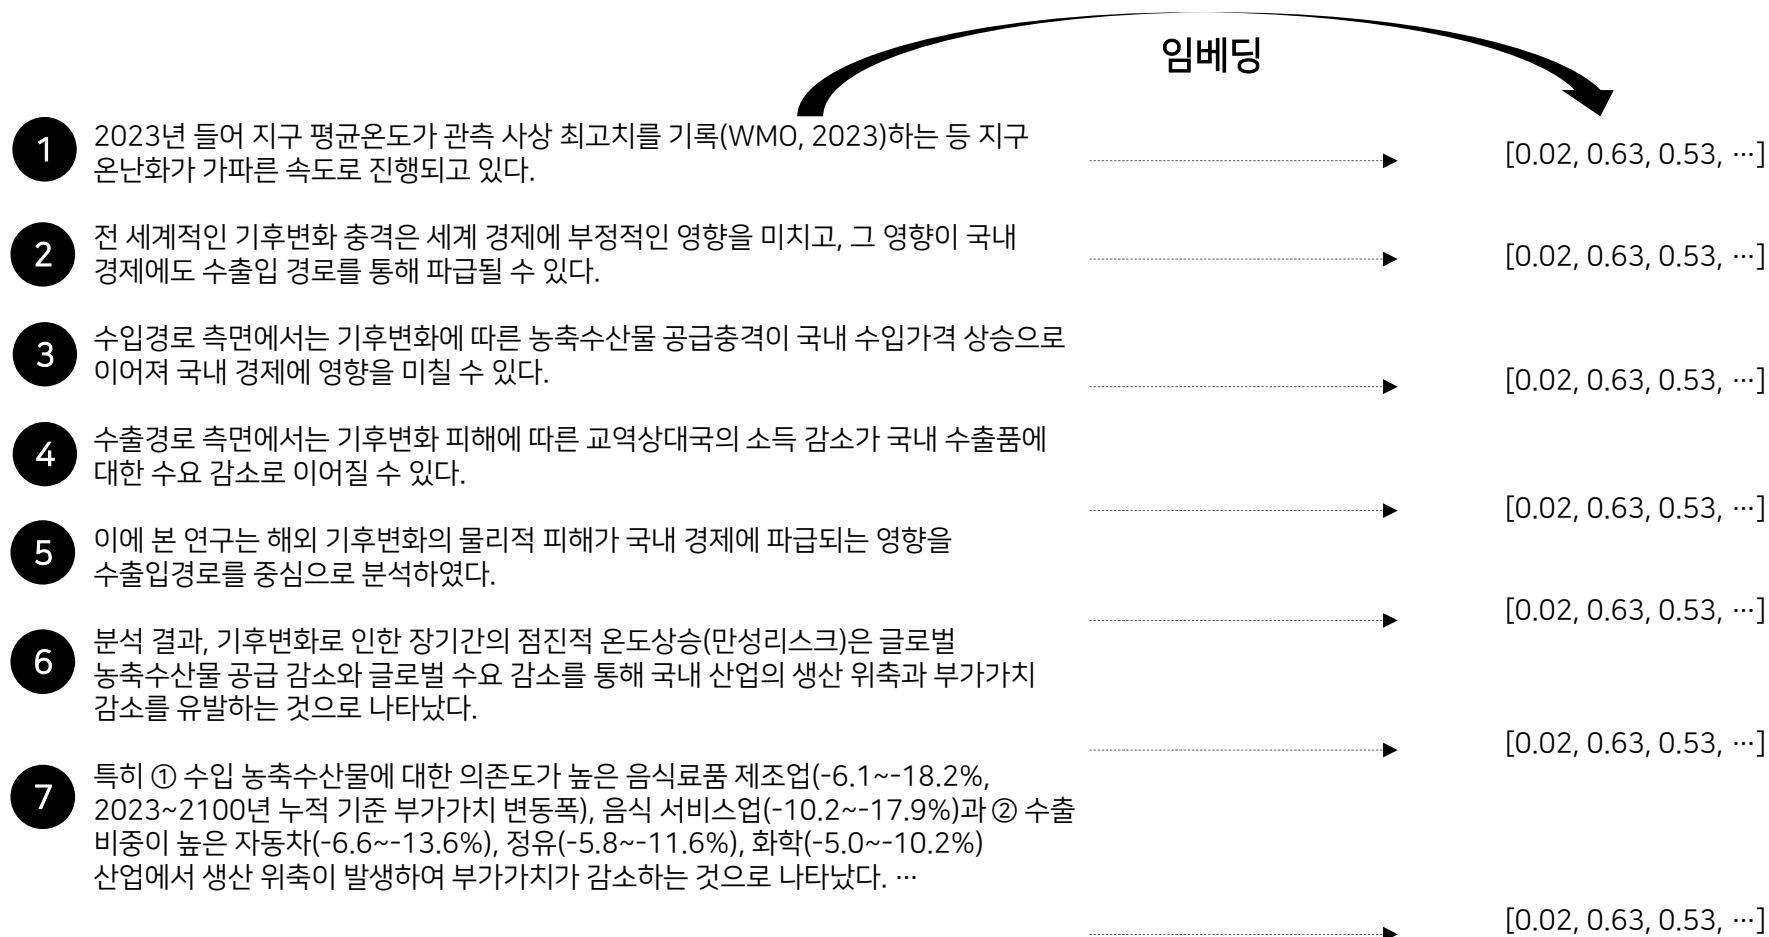 임베딩
1
2023년 들어 지구 평균온도가 관측 사상 최고치를 기록(WMO, 2023)하는 등 지구
온난화가 가파른 속도로 진행되고 있다.
[0.02, 0.63, 0.53, …]
2
전 세계적인 기후변화 충격은 세계 경제에 부정적인 영향을 미치고, 그 영향이 국내
경제에도 수출입 경로를 통해 파급될 수 있다.
[0.02, 0.63, 0.53, …]
3
수입경로 측면에서는 기후변화에 따른 농축수산물 공급충격이 국내 수입가격 상승으로
이어져 국내 경제에 영향을 미칠 수 있다.
[0.02, 0.63, 0.53, …]
4
수출경로 측면에서는 기후변화 피해에 따른 교역상대국의 소득 감소가 국내 수출품에
대한 수요 감소로 이어질 수 있다.
[0.02, 0.63, 0.53, …]
5
이에 본 연구는 해외 기후변화의 물리적 피해가 국내 경제에 파급되는 영향을
수출입경로를 중심으로 분석하였다.
[0.02, 0.63, 0.53, …]
6
분석 결과, 기후변화로 인한 장기간의 점진적 온도상승(만성리스크)은 글로벌
농축수산물 공급 감소와 글로벌 수요 감소를 통해 국내 산업의 생산 위축과 부가가치
감소를 유발하는 것으로 나타났다.
[0.02, 0.63, 0.53, …]
7
특히 ① 수입 농축수산물에 대한 의존도가 높은 음식료품 제조업(-6.1~-18.2%,
2023~2100년 누적 기준 부가가치 변동폭), 음식 서비스업(-10.2~-17.9%)과 ② 수출
비중이 높은 자동차(-6.6~-13.6%), 정유(-5.8~-11.6%), 화학(-5.0~-10.2%)
산업에서 생산 위축이 발생하여 부가가치가 감소하는 것으로 나타났다. …
[0.02, 0.63, 0.53, …]